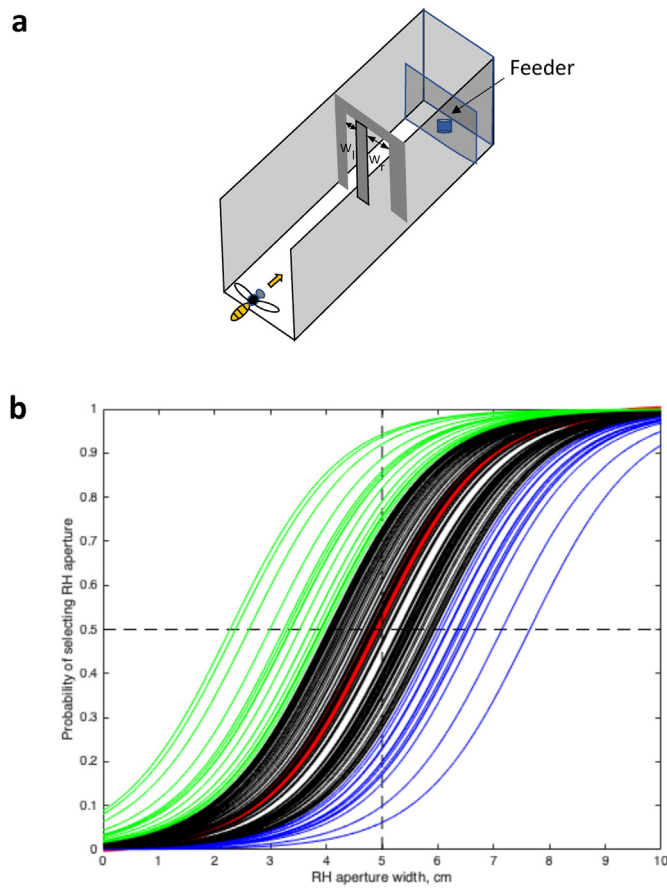 a
Feeder
Wl
Wr
b
1
0.9
0.8
0.7
0.6
0.5
0.4
0.3
0.2
0.1
0
Probability of selecting RH aperture
0 1 2 3 4 5 6 7 8 9 10
RH aperture width, cm